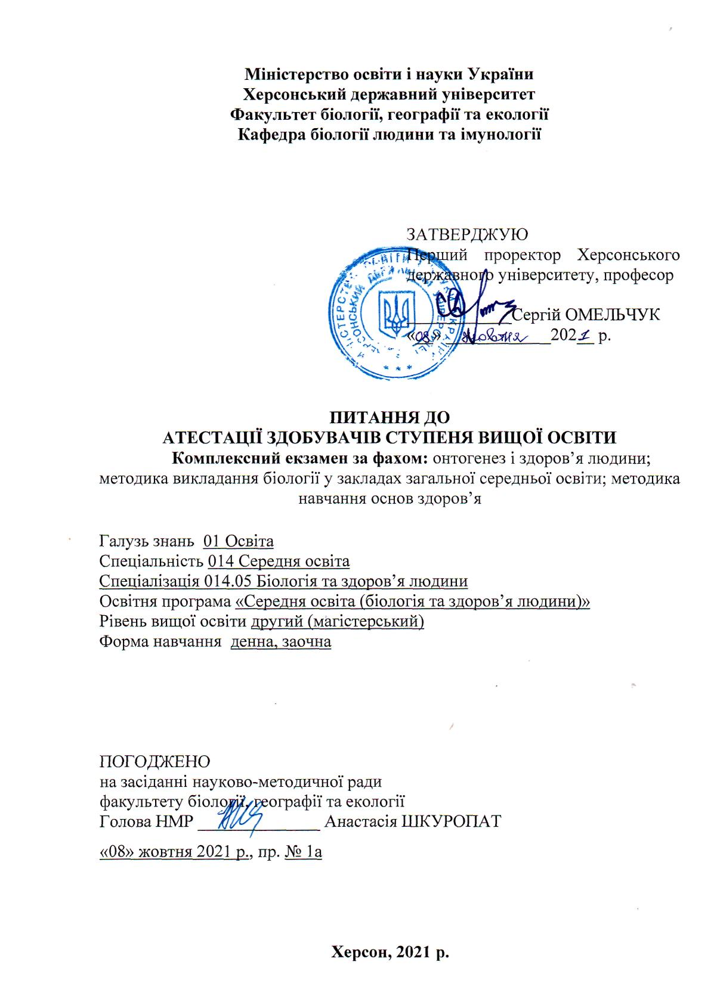 Міністерство освіти і науки України
Херсонський державний університет
Факультет біології, географії та екології
Кафедра біології людини та імунології
ЗАТВЕРДЖУЮ
Перший проректор Херсонського
державного університету, професор
____________Сергій ОМЕЛЬЧУК
«08» жовтня 2021 р.
ПИТАННЯ ДО
АТЕСТАЦІЇ ЗДОБУВАЧІВ СТУПЕНЯ ВИЩОЇ ОСВІТИ
Комплексний екзамен за фахом: онтогенез і здоров’я людини;
методика викладання біології у закладах загальної середньої освіти; методика
навчання основ здоров’я
Галузь знань 01 Освіта
Спеціальність 014 Середня освіта
Спеціалізація 014.05 Біологія та здоров’я людини
Освітня програма «Середня освіта (біологія та здоров’я людини)»
Рівень вищої освіти другий (магістерський)
Форма навчання денна, заочна
ПОГОДЖЕНО
на засіданні науково-методичної ради
факультету біології, географії та екології
Голова НМР ______________ Анастасія ШКУРОПАТ
«08» жовтня 2021 р., пр. № 1а
Херсон, 2021 р.